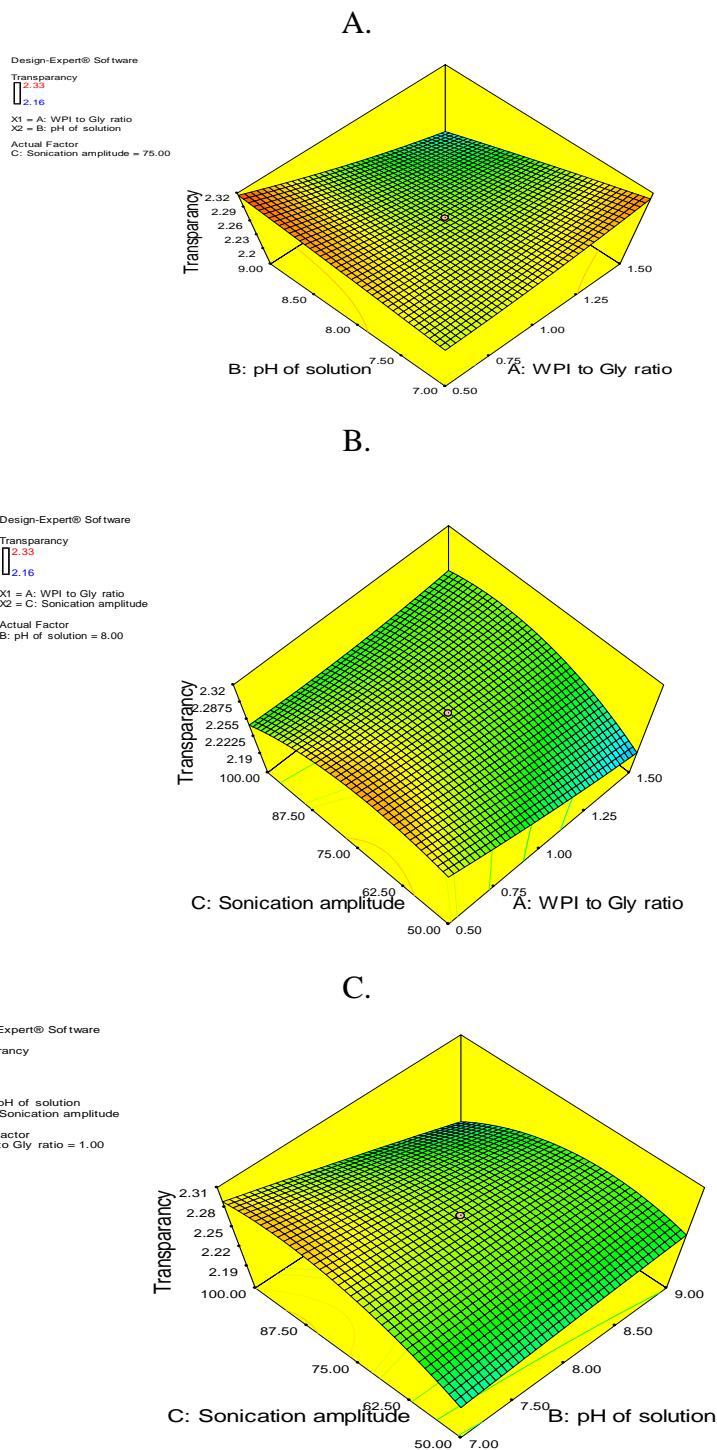 A.
Design-Expert® Software
Transparancy
2.33
2.16
X1 = A: WPI to Gly ratio
X2 = B: pH of solution
Actual Factor
C: Sonication amplitude = 75.00
Transparancy
2.32
2.29
2.26
2.23
2.2
9.00
8.50
8.00
7.50
7.00
0.50
0.75
1.00
1.25
1.50
B: pH of solution
A: WPI to Gly ratio
B.
Design-Expert® Software
Transparancy
2.33
2.16
X1 = A: WPI to Gly ratio
X2 = C: Sonication amplitude
Actual Factor
B: pH of solution = 8.00
Transparancy
2.32
2.2875
2.255
2.2225
2.19
100.00
87.50
75.00
62.50
50.00
0.50
0.75
1.00
1.25
1.50
C: Sonication amplitude
A: WPI to Gly ratio
C.
Expert® Software
rancy
pH of solution
Sonication amplitude
actor
to Gly ratio = 1.00
Transparancy
2.31
2.28
2.25
2.22
2.19
100.00
87.50
75.00
62.50
50.00
7.00
7.50
8.00
8.50
9.00
C: Sonication amplitude
B: pH of solution